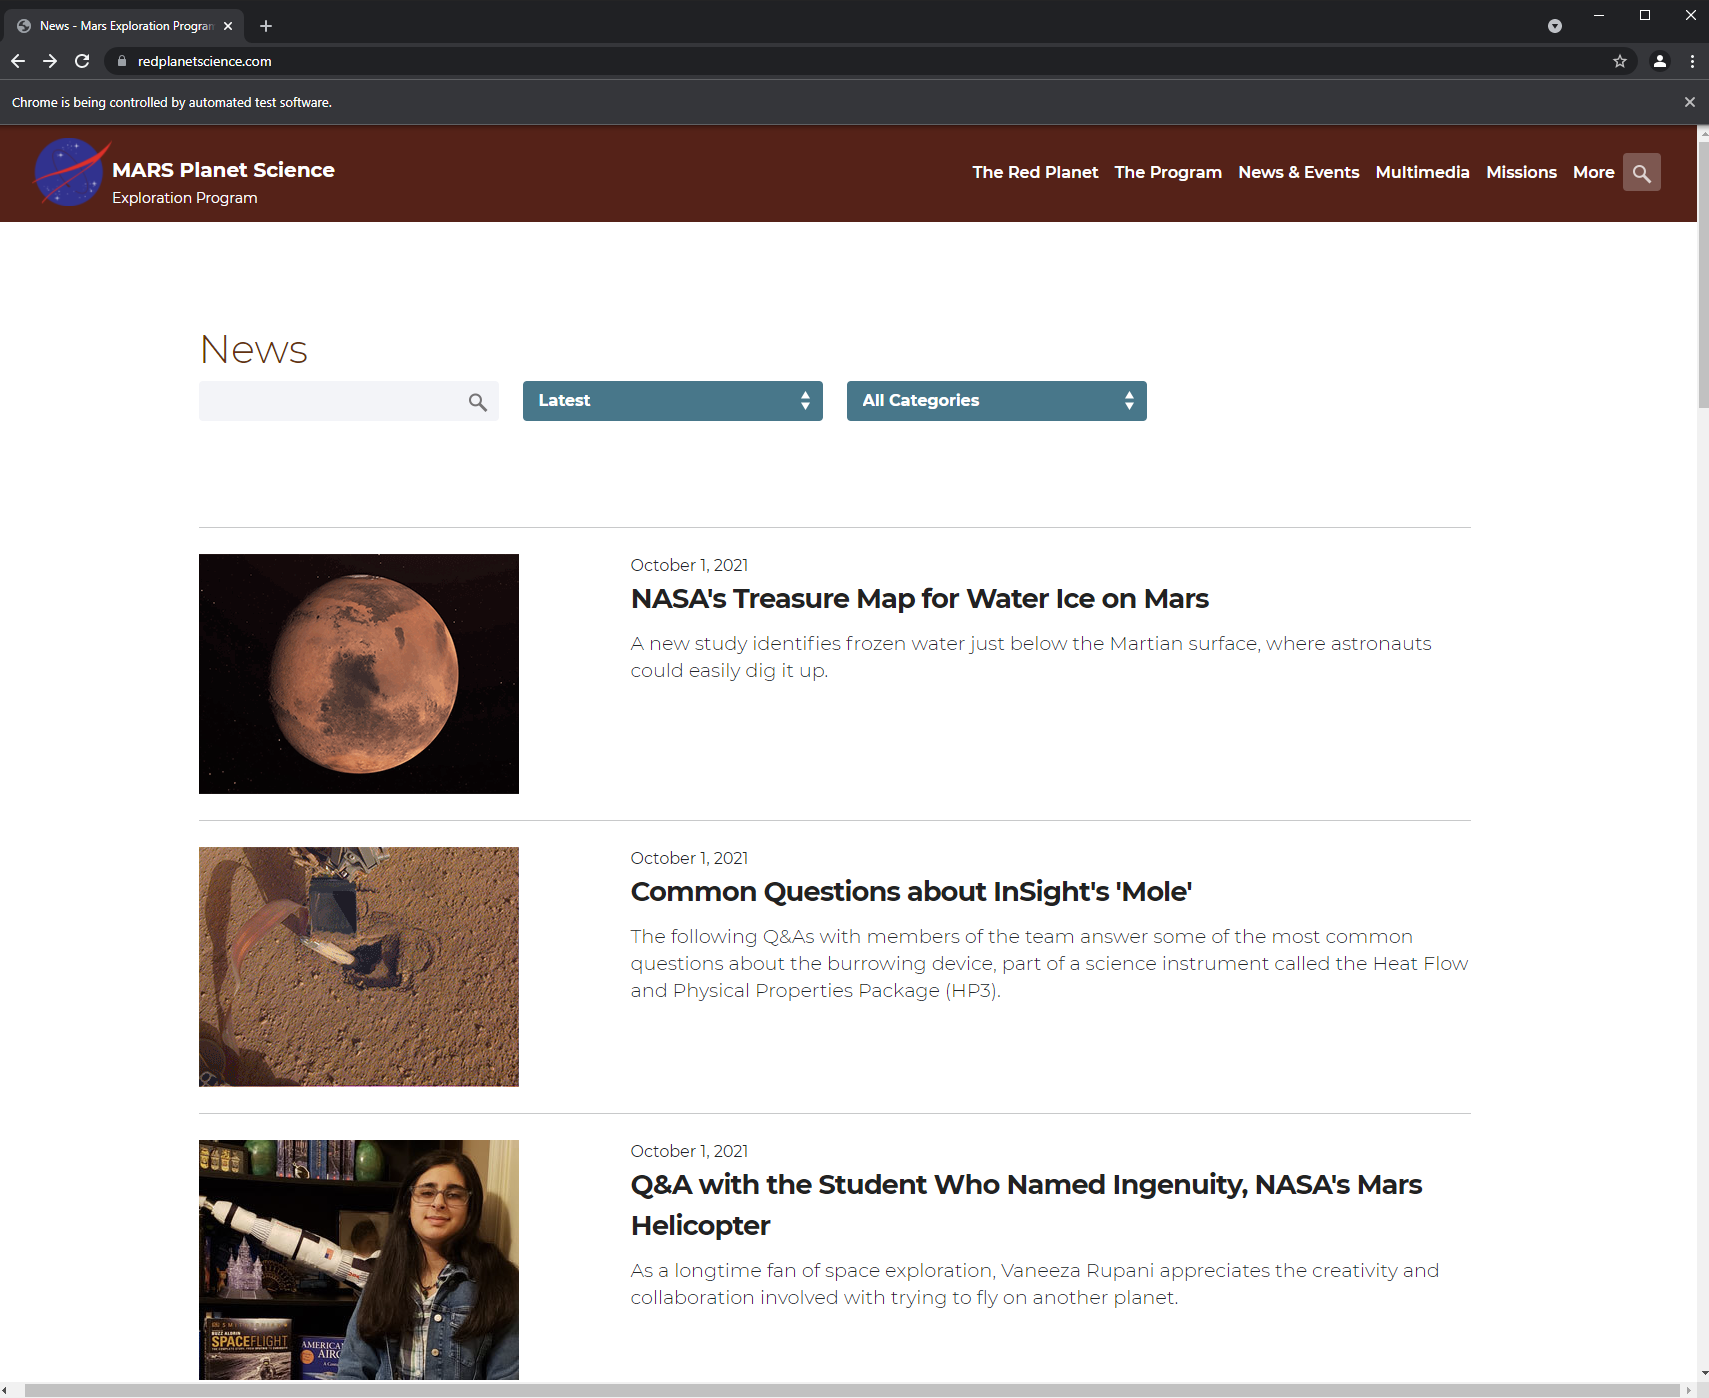 News - Mars Exploration Program
redplanetscience.com
Chrome is being controlled by automated test software.
MARS Planet Science
Exploration Program
The Red Planet The Program News & Events Multimedia Missions More
News
Latest
All Categories
October 1, 2021
NASA's Treasure Map for Water Ice on Mars
A new study identifies frozen water just below the Martian surface, where astronauts
could easily dig it up.
October 1, 2021
Common Questions about InSight's 'Mole'
The following Q&As with members of the team answer some of the most common
questions about the burrowing device, part of a science instrument called the Heat Flow
and Physical Properties Package (HP3).
October 1, 2021
Q&A with the Student Who Named Ingenuity, NASA's Mars
Helicopter
As a longtime fan of space exploration, Vaneeza Rupani appreciates the creativity and
collaboration involved with trying to fly on another planet.
BUZZ ALDRIN
SPACEFLIGHT